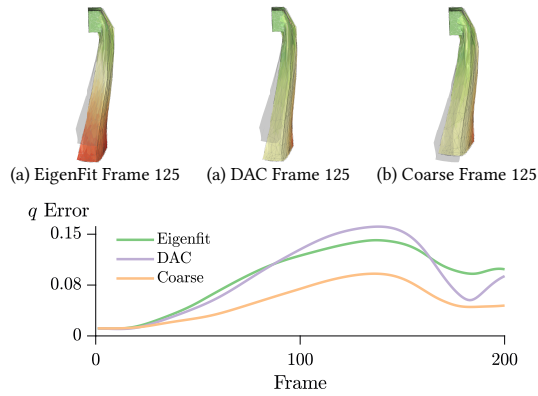 (a) EigenFit Frame 125 (a) DAC Frame 125 (b) Coarse Frame 125
q Error
0.15
Eigenfit
DAC
0.08
Coarse
0
0 100 200
Frame